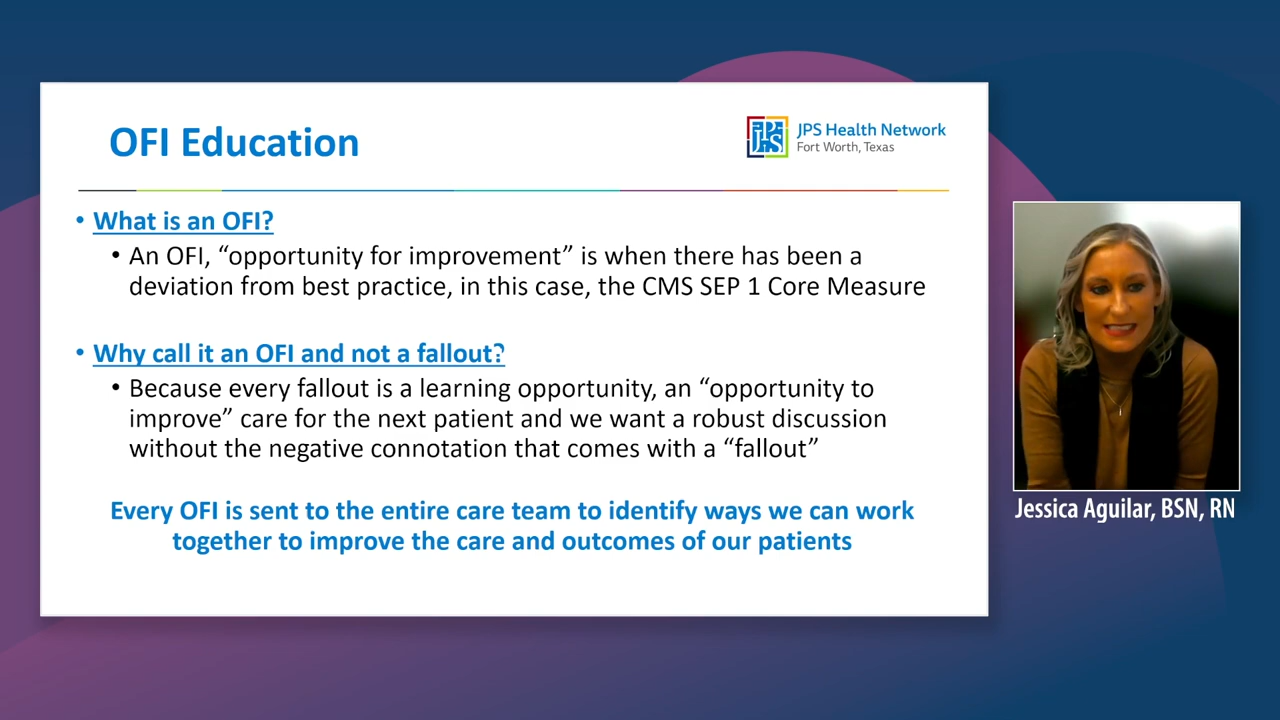 OFI Education
JPS
JPS Health Network
Fort Worth, Texas
• What is an OFI?
• An OFI, “opportunity for improvement” is when there has been a
deviation from best practice, in this case, the CMS SEP 1 Core Measure
• Why call it an OFI and not a fallout?
• Because every fallout is a learning opportunity, an “opportunity to
improve” care for the next patient and we want a robust discussion
without the negative connotation that comes with a “fallout”
Every OFI is sent to the entire care team to identify ways we can work
together to improve the care and outcomes of our patients
Jessica Aguilar, BSN, RN